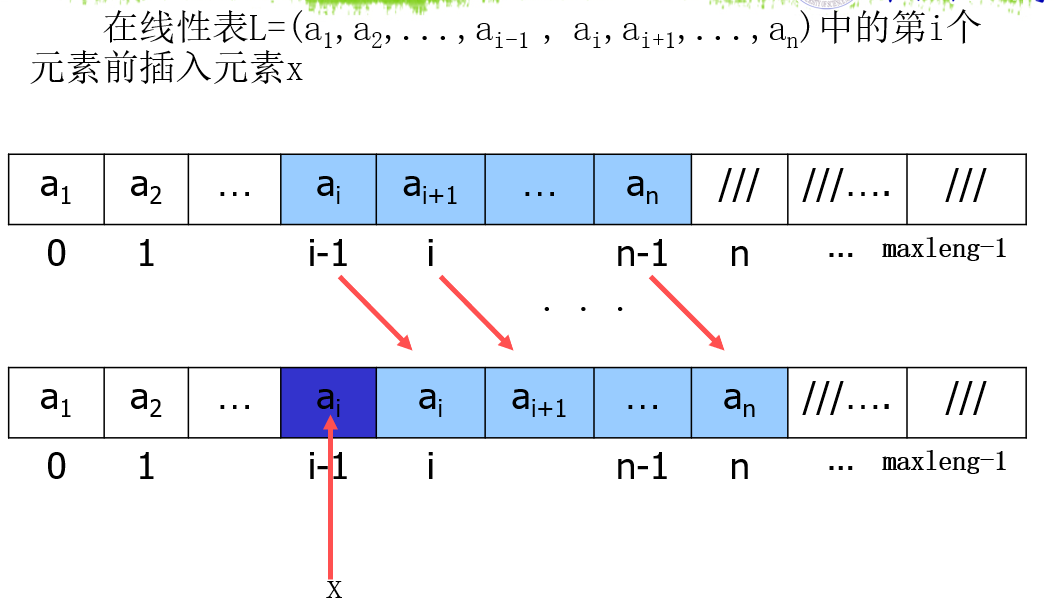 在线性表L=(a₁,a₂,...,aᵢ₋₁, aᵢ,aᵢ₊₁,...,aₙ)中的第i个
元素前插入元素x
a₁ a₂ … aᵢ aᵢ₊₁ … aₙ /// ///…. ///
0 1 i-1 i n-1 n … maxleng-1
. . .
a₁ a₂ … aᵢ aᵢ aᵢ₊₁ … aₙ ///…. ///
0 1 i-1 i n-1 n … maxleng-1
x